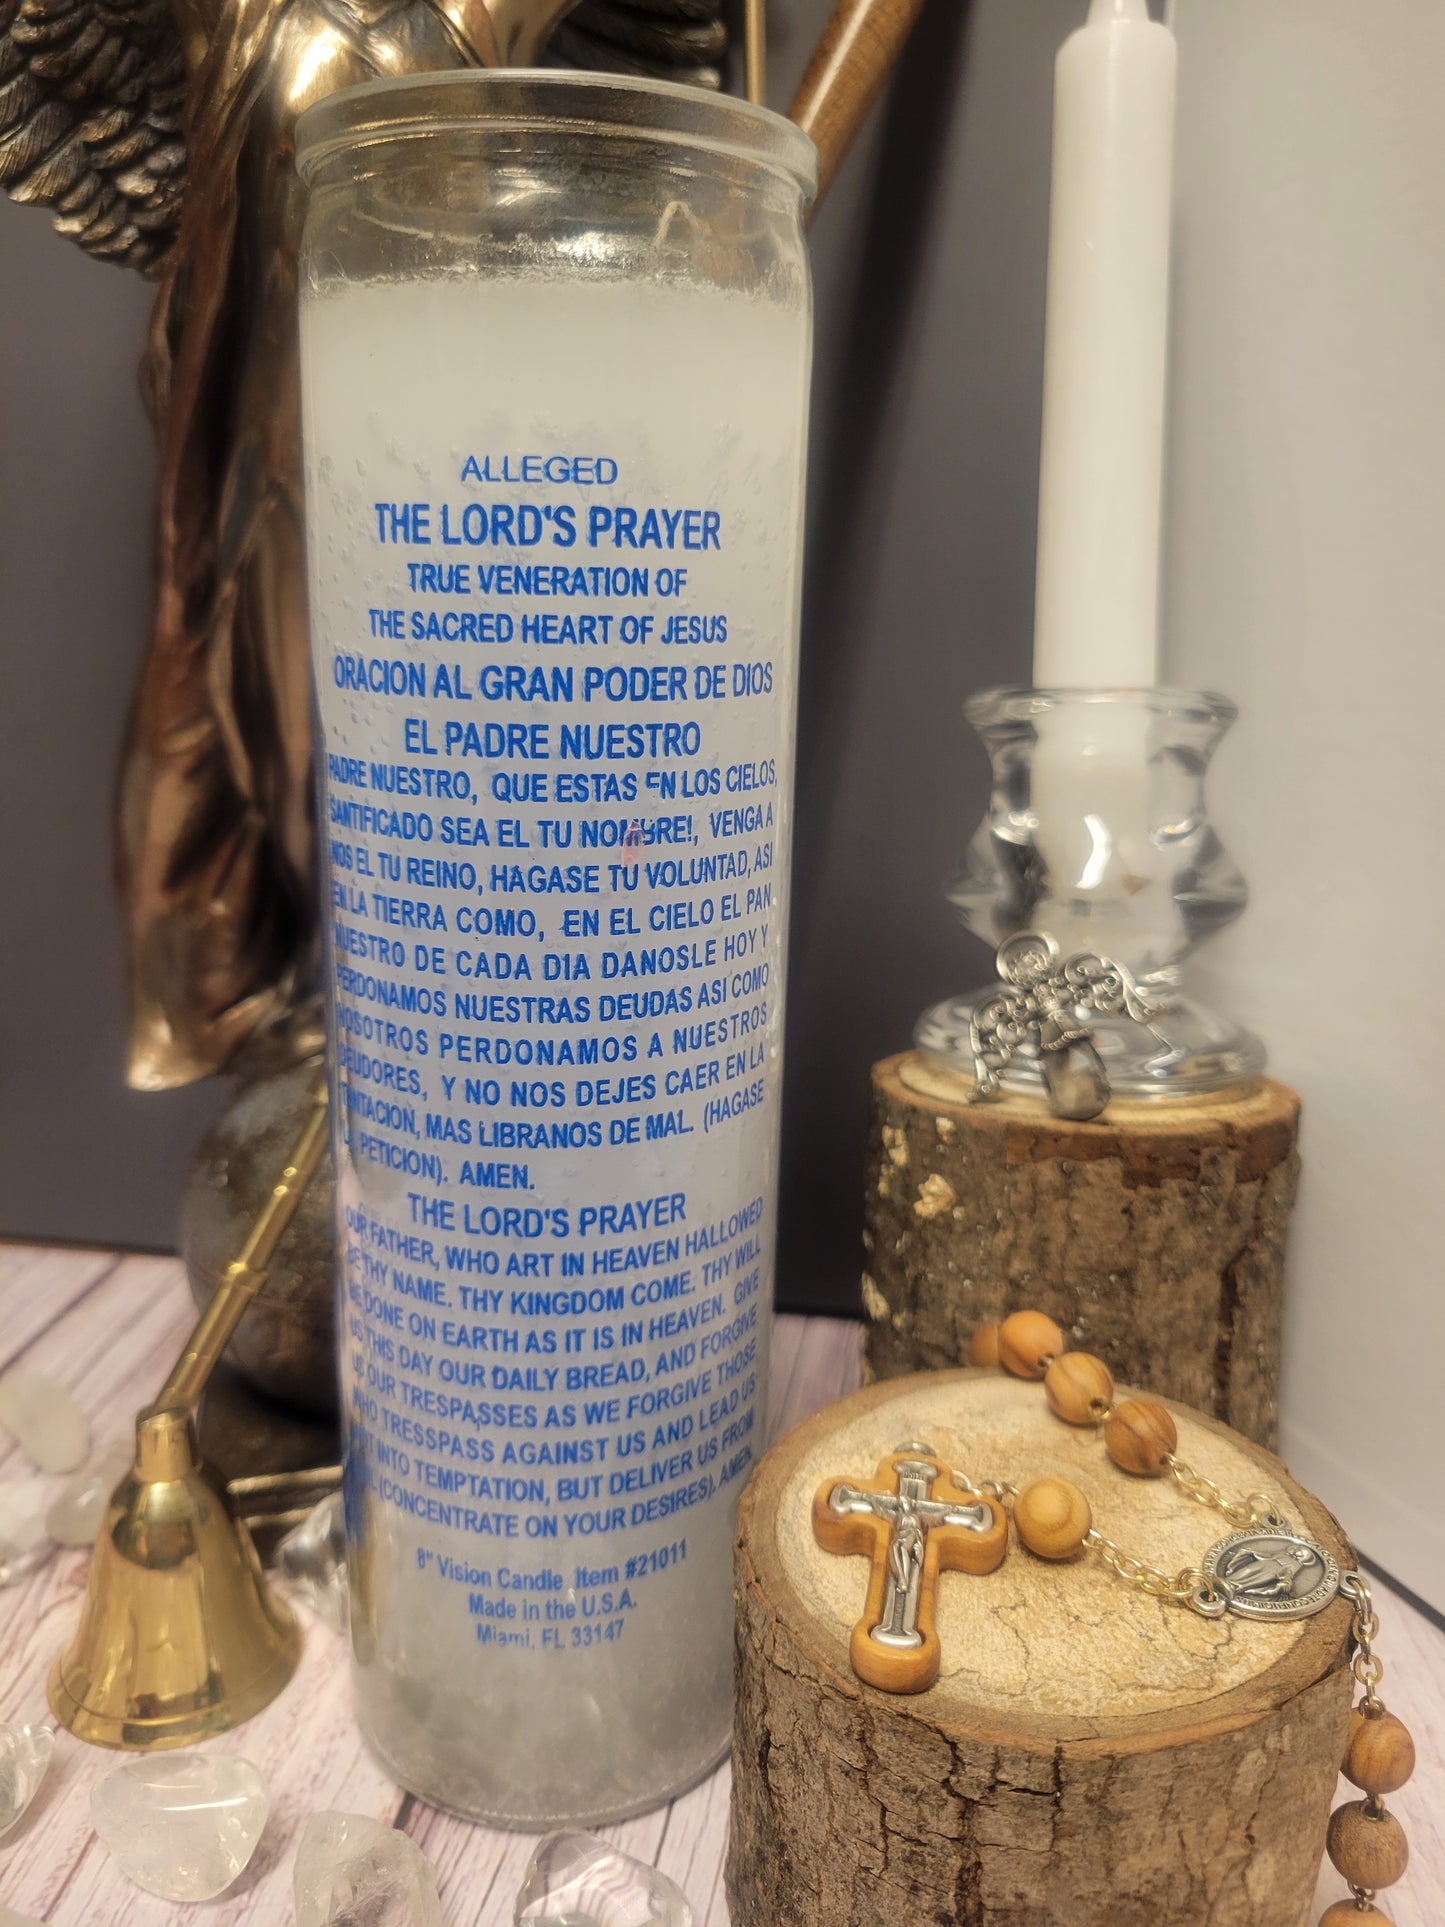 ALLEGED
THE LORD'S PRAYER
TRUE VENERATION OF
THE SACRED HEART OF JESUS
ORACION AL GRAN PODER DE DIOS
EL PADRE NUESTRO
PADRE NUESTRO, QUE ESTAS EN LOS CIELOS,
SANTIFICADO SEA EL TU NOMBRE!, VENGA A
NOS EL TU REINO, HAGASE TU VOLUNTAD, ASI
EN LA TIERRA COMO, EN EL CIELO EL PAN
NUESTRO DE CADA D1A DANOSLE HOY Y
PERDONAMOS NUESTRAS DEUDAS ASI COMO
NOSOTROS PERDONAMOS A NUESTROS
DEUDORES, Y NO NOS DEJES CAER EN LA
TENTACION, MAS LIBRANOS DE MAL. (HAGASE
PETICION). AMEN.
THE LORD'S PRAYER
OUR FATHER, WHO ART IN HEAVEN HALLOWED
BE THY NAME. THY KINGDOM COME. THY WILL
BE DONE ON EARTH AS IT IS IN HEAVEN. GIVE
US THIS DAY OUR DAILY BREAD, AND FORGIVE
US OUR TRESPASSES AS WE FORGIVE THOSE
WHO TRESSPASS AGAINST US AND LEAD US
NOT INTO TEMPTATION, BUT DELIVER US FROM
(CONCENTRATE ON YOUR DESIRES). AMEN.
8" Vision Candle Item #21011
Made in the U.S.A.
Miami, FL 33147